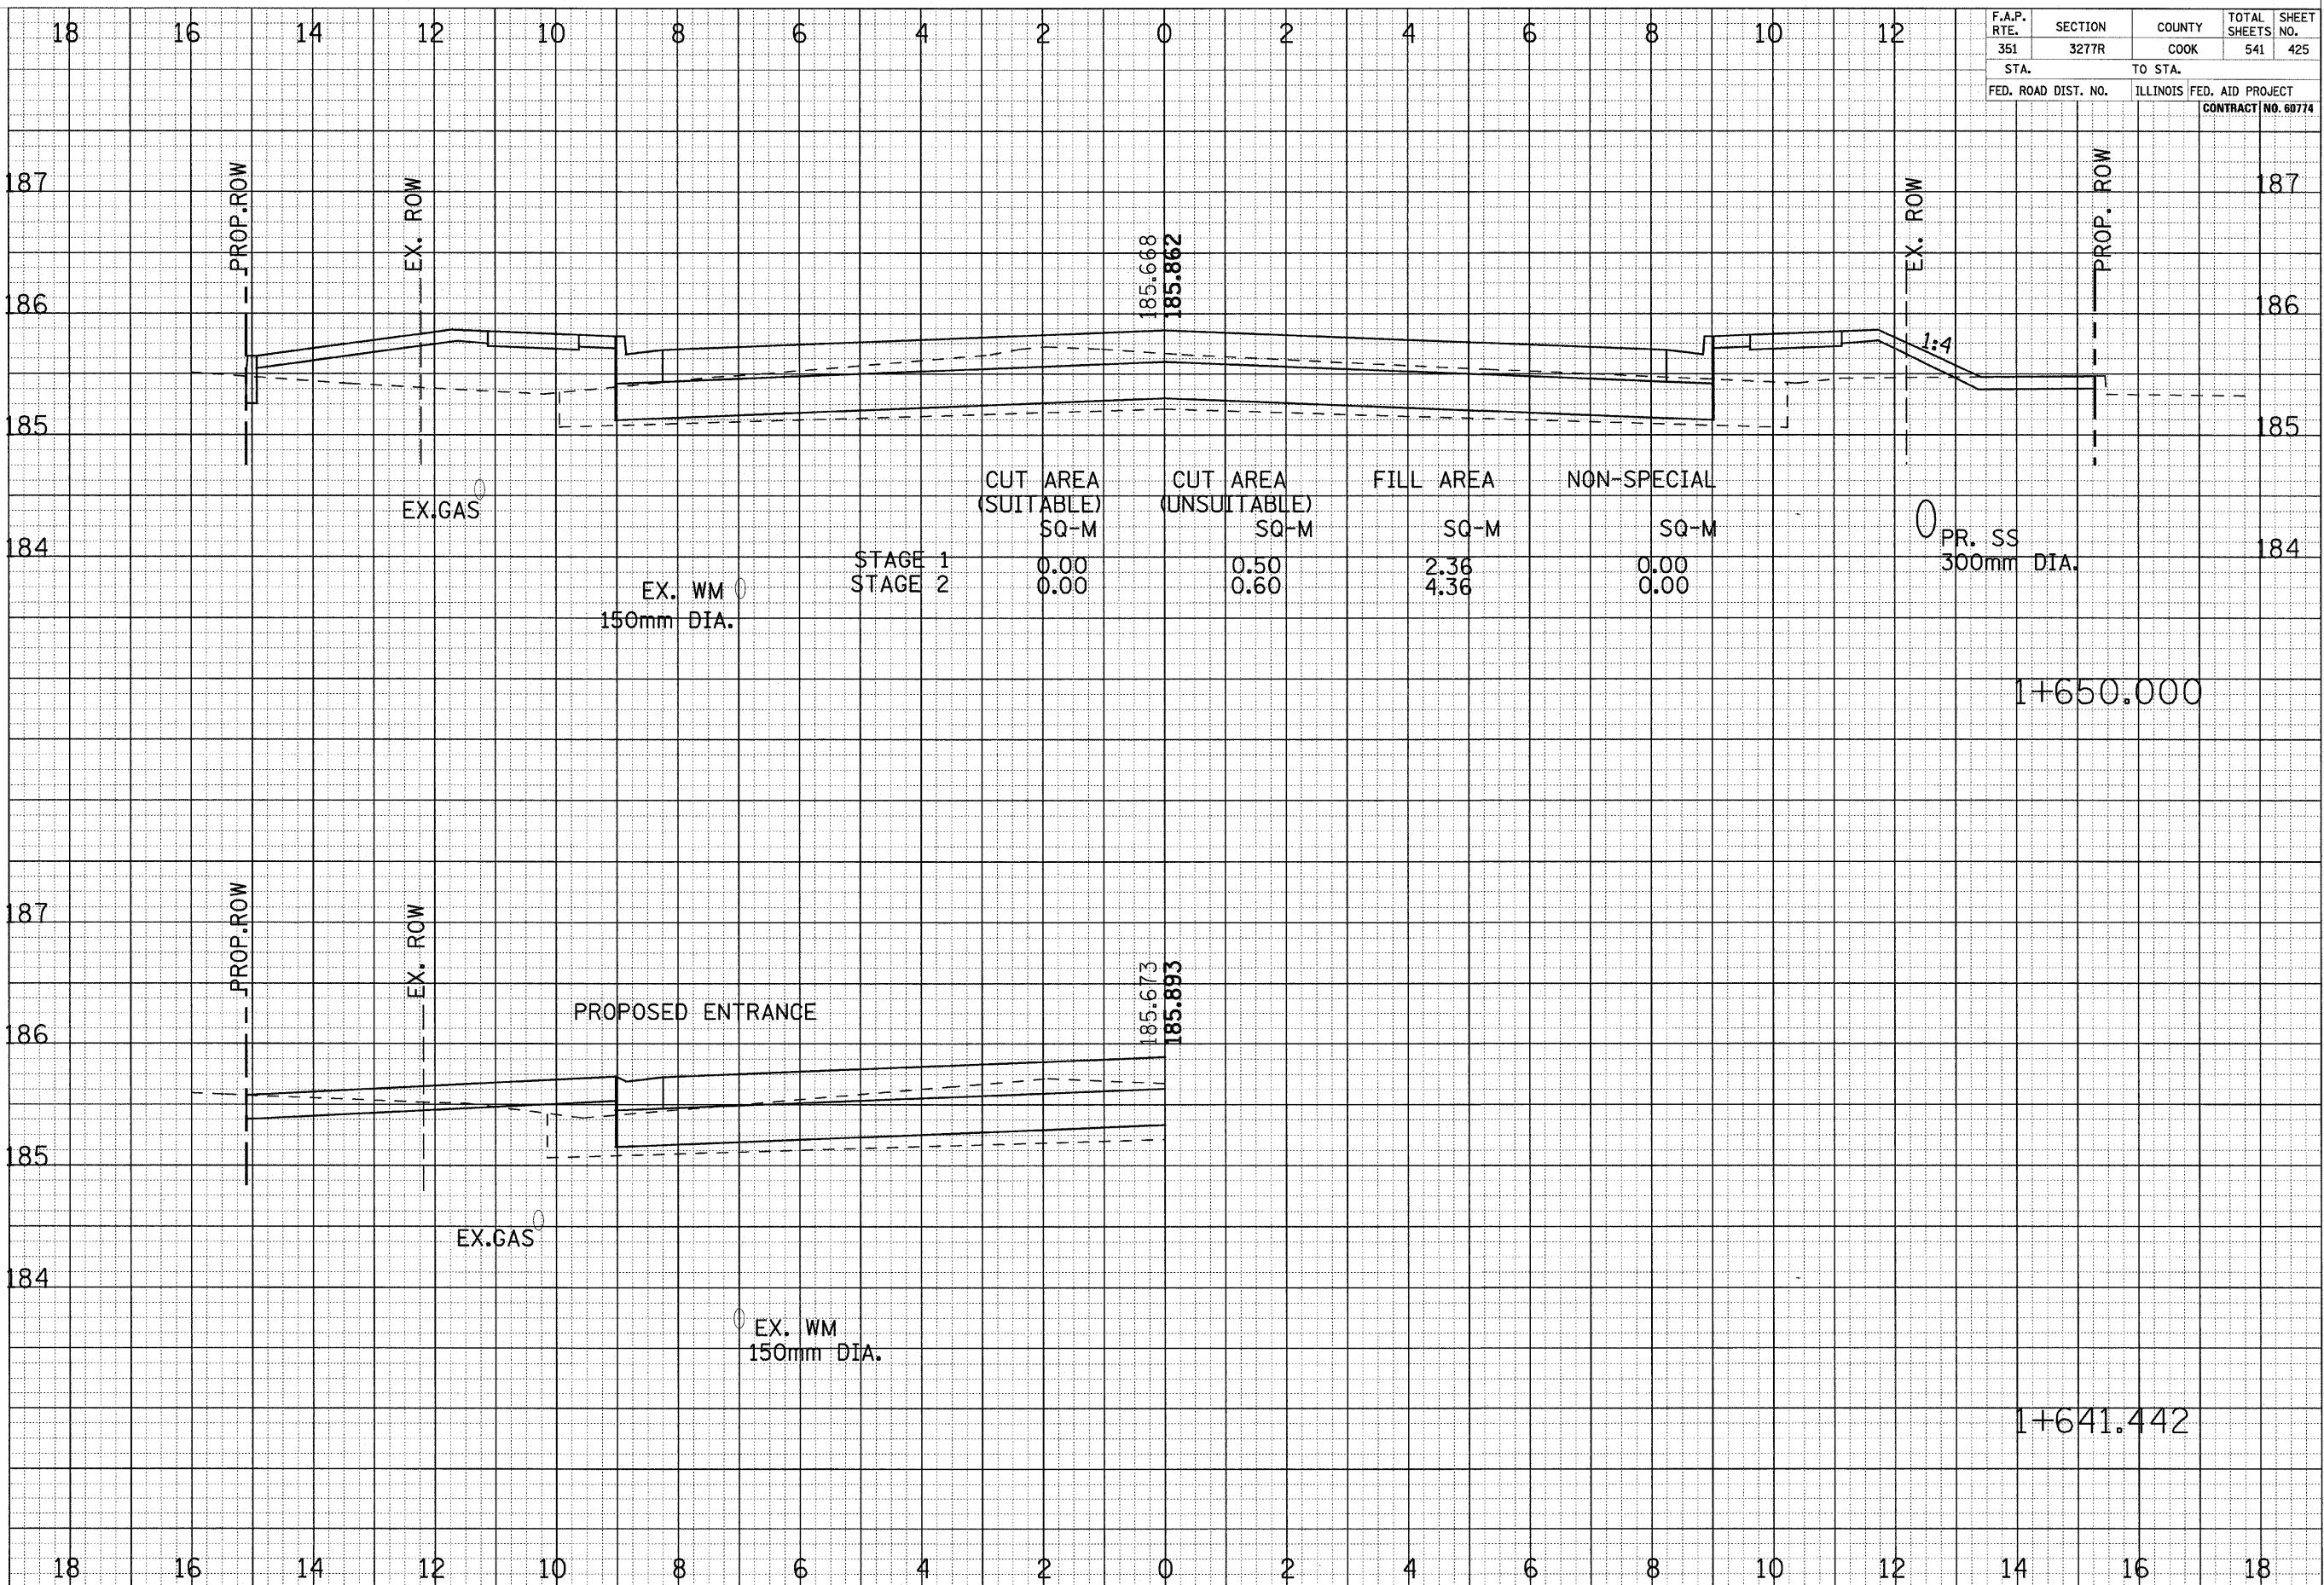 18 16 14 12 10 8 6 4 2 0 2 4 6 8 10 12
F.A.P. RTE. SECTION COUNTY TOTAL SHEETS SHEET NO.
351 3277R COOK 541 425
STA. TO STA.
FED. ROAD DIST. NO. ILLINOIS FED. AID PROJECT
CONTRACT NO. 60774
187 187
PROP.ROW
EX. ROW
185.668
185.862
EX. ROW
PROP. ROW
186 186
1:4
185 185
CUT AREA (SUITABLE) SQ-M
CUT AREA (UNSUITABLE) SQ-M
FILL AREA SQ-M
NON-SPECIAL SQ-M
STAGE 1 0.00 0.50 2.36 0.00
STAGE 2 0.00 0.60 4.36 0.00
EX.GAS
PR. SS
300mm DIA.
184 184
EX. WM
150mm DIA.
1+650.000
187
PROP.ROW
EX. ROW
185.673
185.893
PROPOSED ENTRANCE
186
185
EX.GAS
184
EX. WM
150mm DIA.
1+641.442
18 16 14 12 10 8 6 4 2 0 2 4 6 8 10 12 14 16 18